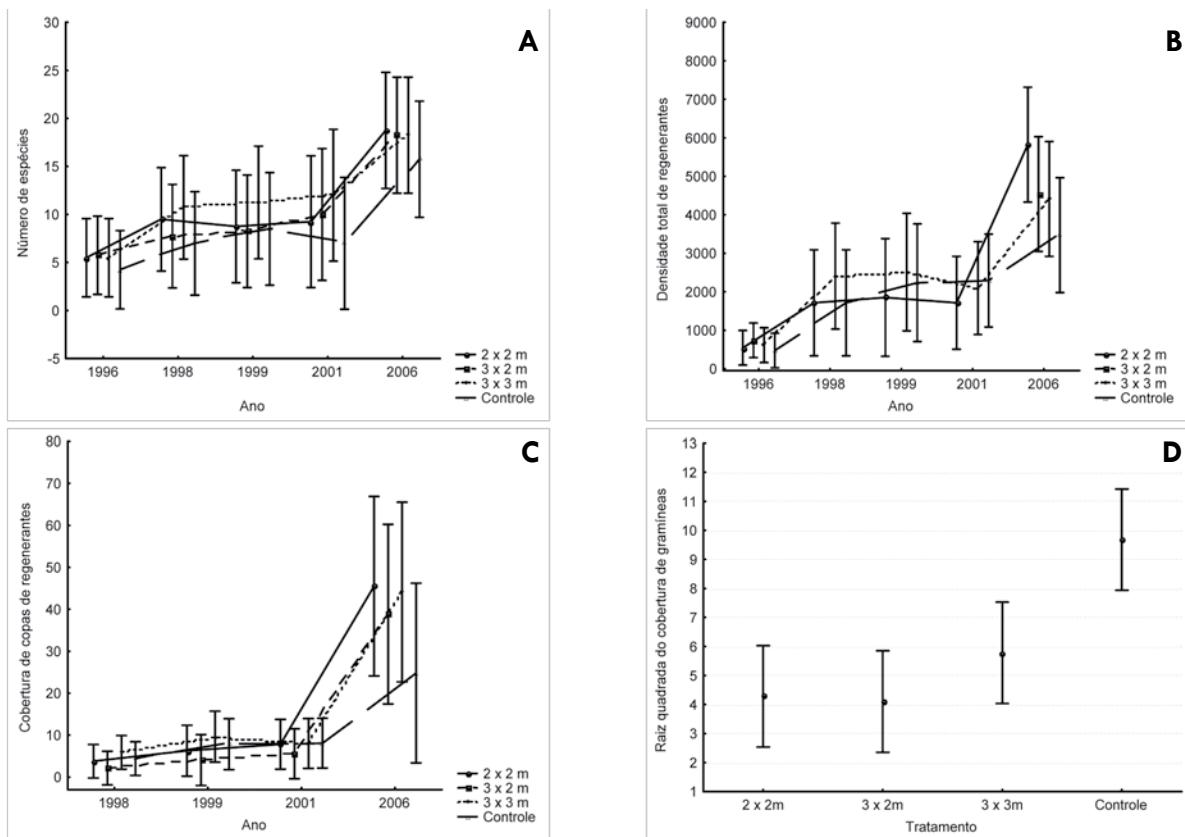 A
Número de espécies
30
25
20
15
10
5
0
-5
1996 1998 1999 2001 2006
Ano
2 x 2 m
3 x 2 m
3 x 3 m
Controle
B
Densidade total de regenerantes
9000
8000
7000
6000
5000
4000
3000
2000
1000
0
1996 1998 1999 2001 2006
Ano
2 x 2 m
3 x 2 m
3 x 3 m
Controle
C
Cobertura de copas de regenerantes
80
70
60
50
40
30
20
10
0
1998 1999 2001 2006
Ano
2 x 2 m
3 x 2 m
3 x 3 m
Controle
D
Raiz quadrada do cobertura de gramíneas
13
12
11
10
9
8
7
6
5
4
3
2
1
2 x 2m 3 x 2m 3 x 3m Controle
Tratamento